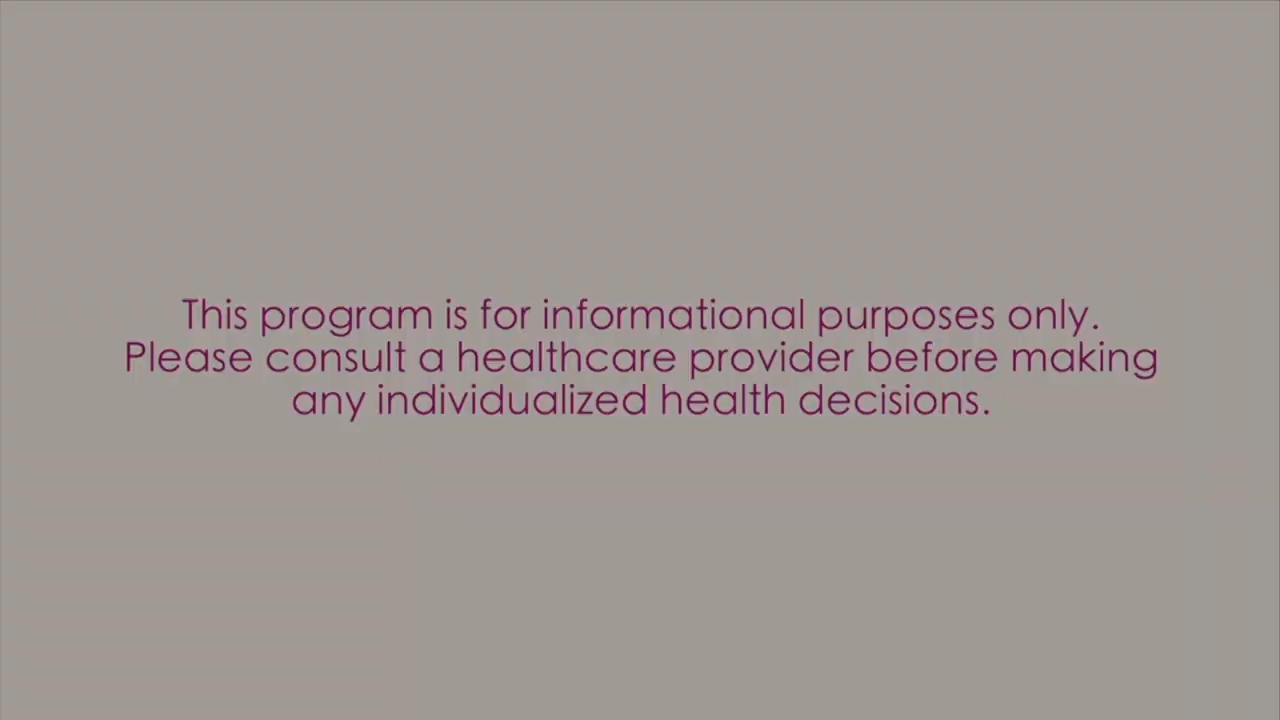 This program is for informational purposes only.
Please consult a healthcare provider before making
any individualized health decisions.